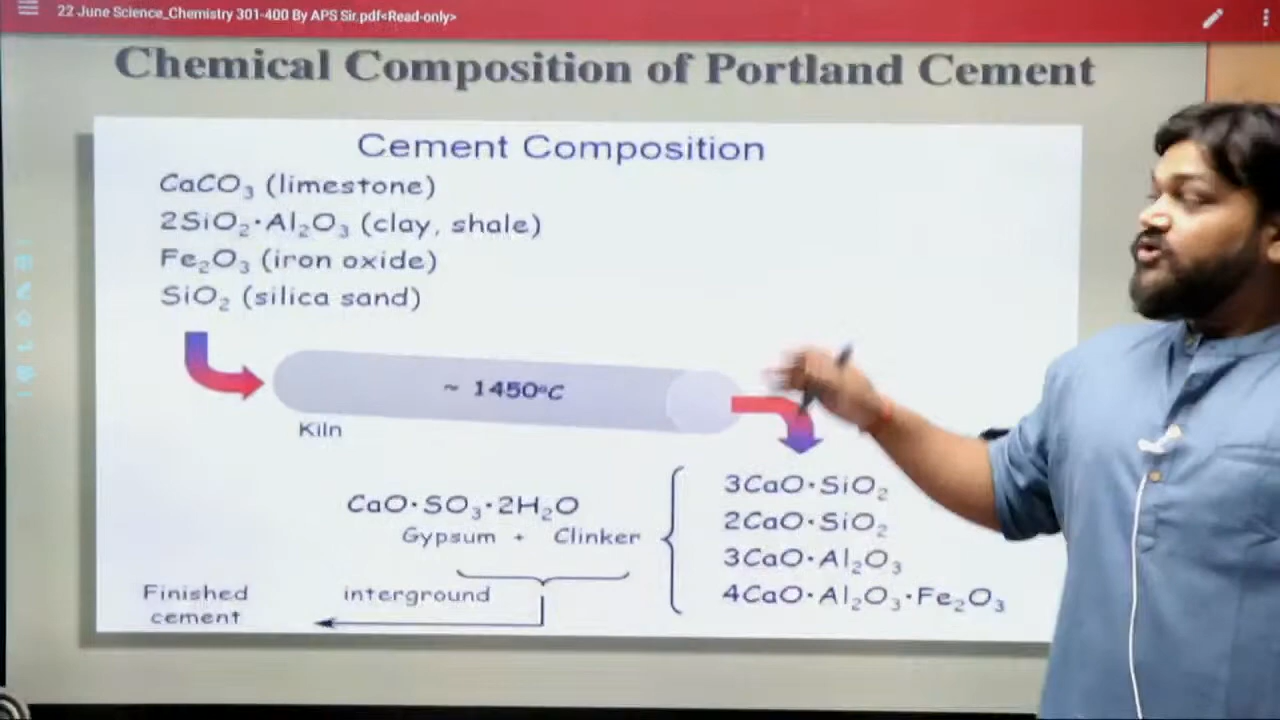 22 June Science_Chemistry 301-400 By APS Sir.pdf<Read-only>
Chemical Composition of Portland Cement
Cement Composition
CaCO₃ (limestone)
2SiO₂·Al₂O₃ (clay, shale)
Fe₂O₃ (iron oxide)
SiO₂ (silica sand)
~ 1450°C
Kiln
3CaO·SiO₂
2CaO·SiO₂
3CaO·Al₂O₃
4CaO·Al₂O₃·Fe₂O₃
CaO·SO₃·2H₂O
Gypsum + Clinker
interground
Finished
cement